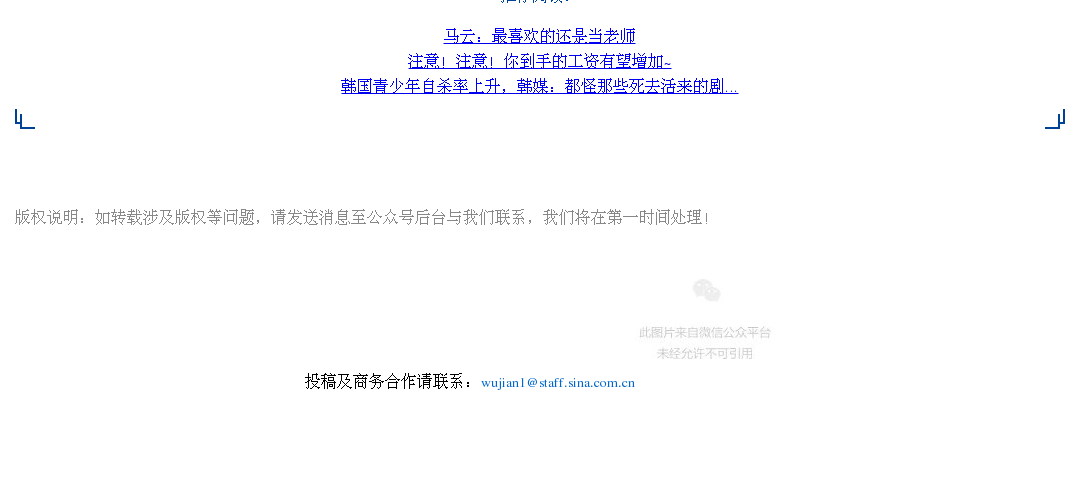 马云：最喜欢的还是当老师
注意！注意！你到手的工资有望增加~
韩国青少年自杀率上升，韩媒：都怪那些死去活来的剧...
版权说明：如转载涉及版权等问题，请发送消息至公众号后台与我们联系，我们将在第一时间处理！
此图片来自微信公众平台
未经允许不可引用
投稿及商务合作请联系：wujian1@staff.sina.com.cn